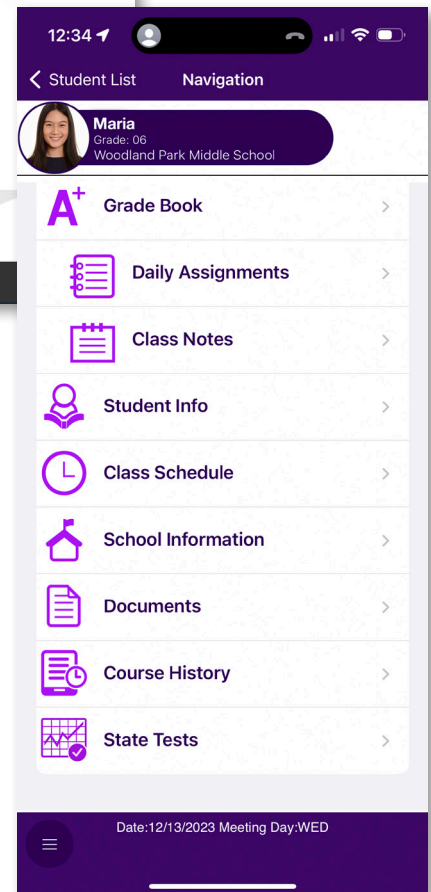 12:34
Student List Navigation
Maria
Grade: 06
Woodland Park Middle School
A+ Grade Book
Daily Assignments
Class Notes
Student Info
Class Schedule
School Information
Documents
Course History
State Tests
Date:12/13/2023 Meeting Day:WED